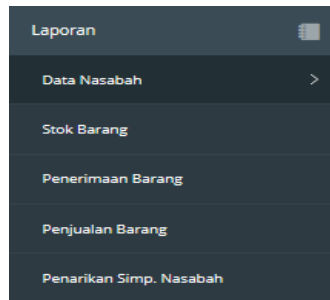 Laporan
Data Nasabah >
Stok Barang
Penerimaan Barang
Penjualan Barang
Penarikan Simp. Nasabah